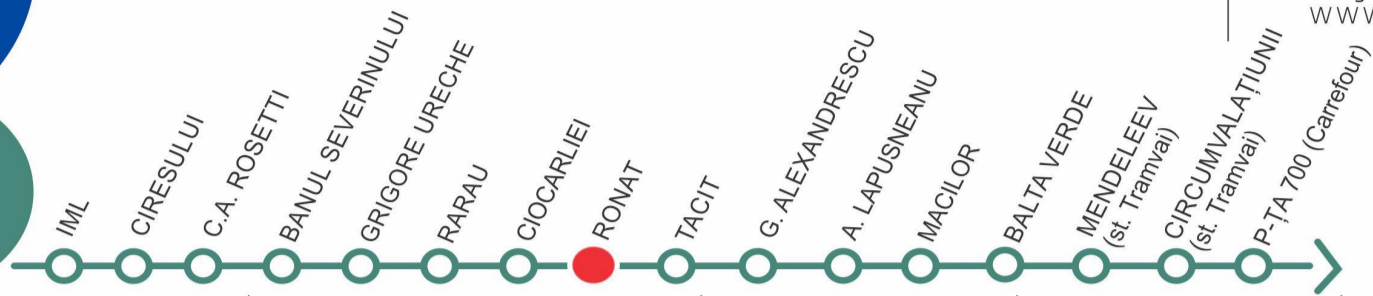 WWW
IML
CIRESULUI
C.A. ROSETTI
BANUL SEVERINULUI
GRIGORE URECHE
RARAU
CIOCARLIEI
RONAT
TACIT
G. ALEXANDRESCU
A. LAPUSNEANU
MACILOR
BALTA VERDE
MENDELEEV
(st. Tramvai)
CIRCUMVALAȚIUNII
(st. Tramvai)
P-ȚA 700 (Carrefour)